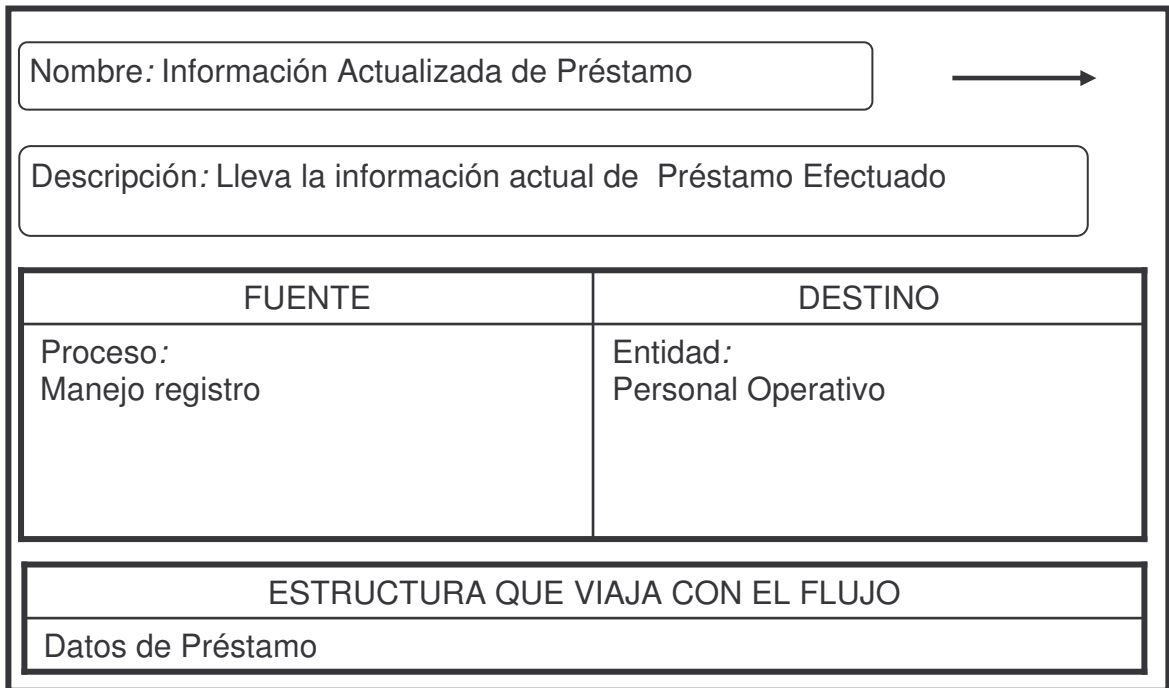 Nombre: Información Actualizada de Préstamo
Descripción: Lleva la información actual de Préstamo Efectuado
FUENTE
DESTINO
Proceso:
Manejo registro
Entidad:
Personal Operativo
ESTRUCTURA QUE VIAJA CON EL FLUJO
Datos de Préstamo